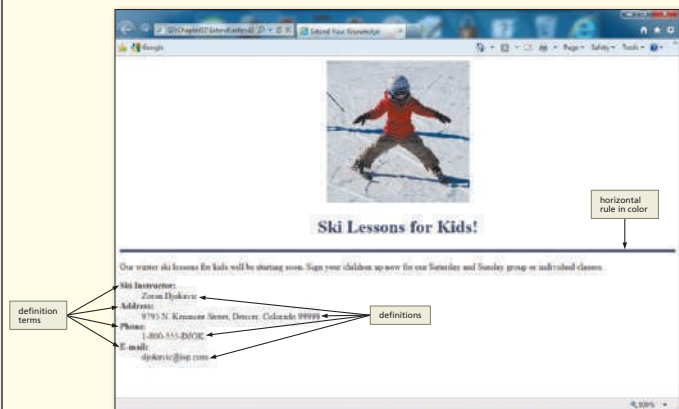 G:\Chapter02\Extend\extend2
Extend Your Knowledge
Google
Page Safety Tools
horizontal
rule in color
Ski Lessons for Kids!
Our winter ski lessons for kids will be starting soon. Sign your children up now for our Saturday and Sunday group or individual classes.
definition
terms
Ski Instructor:
Zoran Djokavic
Address:
9795 N. Kenmore Street, Denver, Colorado 99999
definitions
Phone:
1-800-555-DJOK
E-mail:
djokavic@isp.com